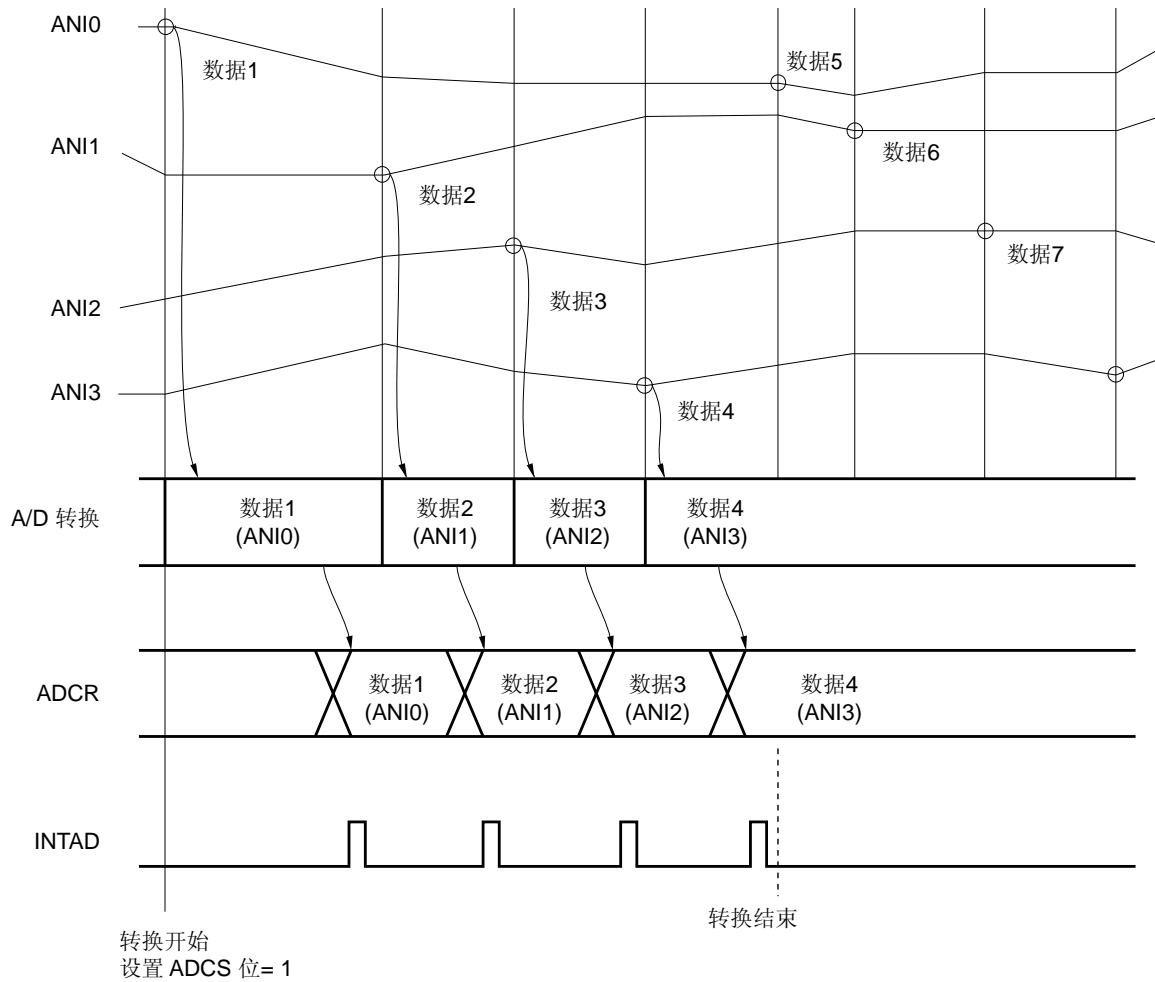 ANI0
数据1
数据5
ANI1
数据2
数据6
ANI2
数据3
数据7
ANI3
数据4
A/D 转换
数据1
(ANI0)
数据2
(ANI1)
数据3
(ANI2)
数据4
(ANI3)
ADCR
数据1
(ANI0)
数据2
(ANI1)
数据3
(ANI2)
数据4
(ANI3)
INTAD
转换结束
转换开始
设置 ADCS 位= 1